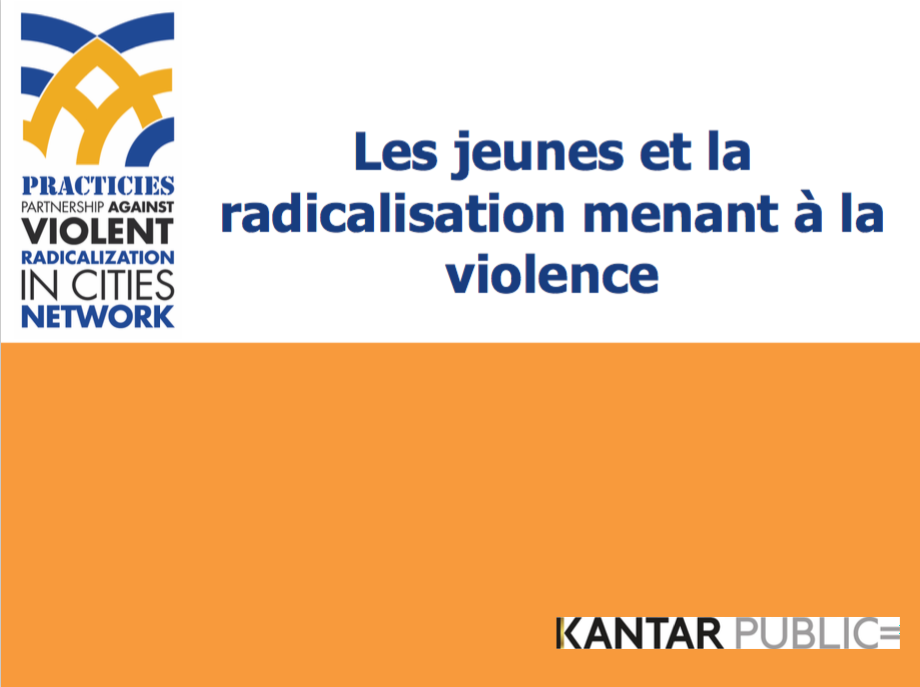 PRACTICIES
PARTNERSHIP AGAINST
VIOLENT
RADICALIZATION
IN CITIES
NETWORK
Les jeunes et la
radicalisation menant à la
violence
KANTAR PUBLIC